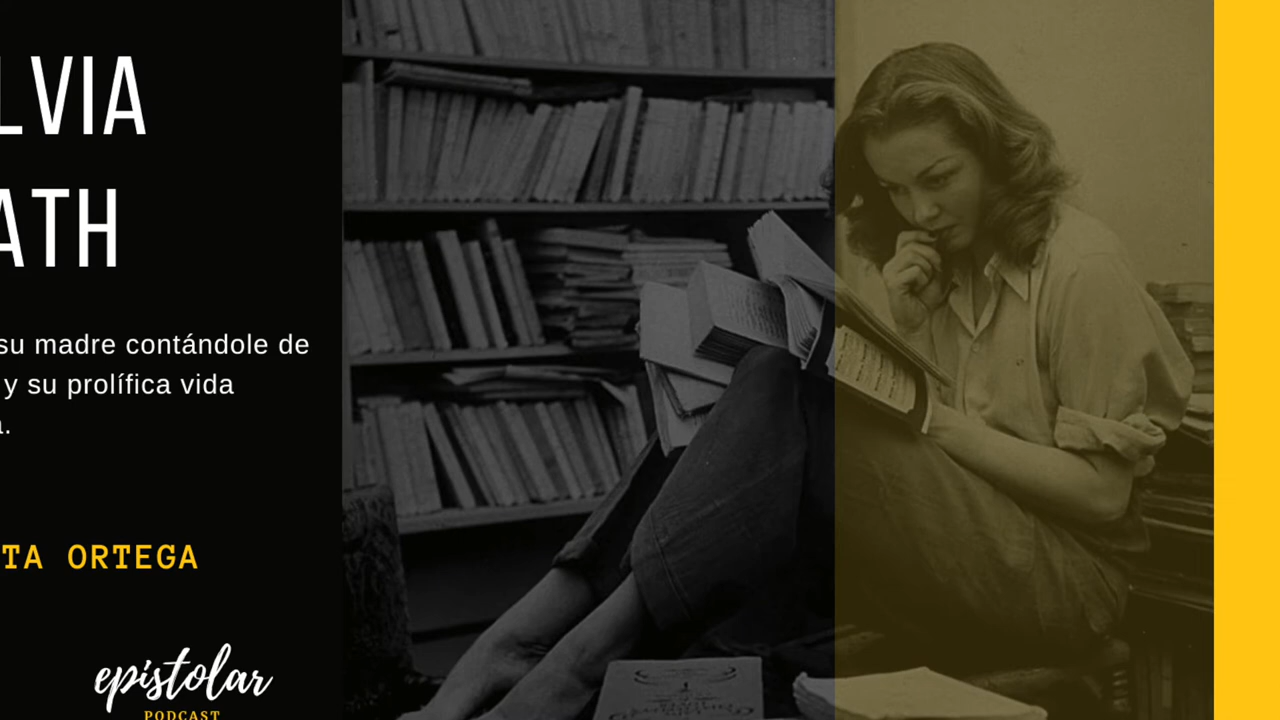 LVIA
ATH
su madre contándole de
y su prolífica vida
a.
TA ORTEGA
epistolar
PODCAST